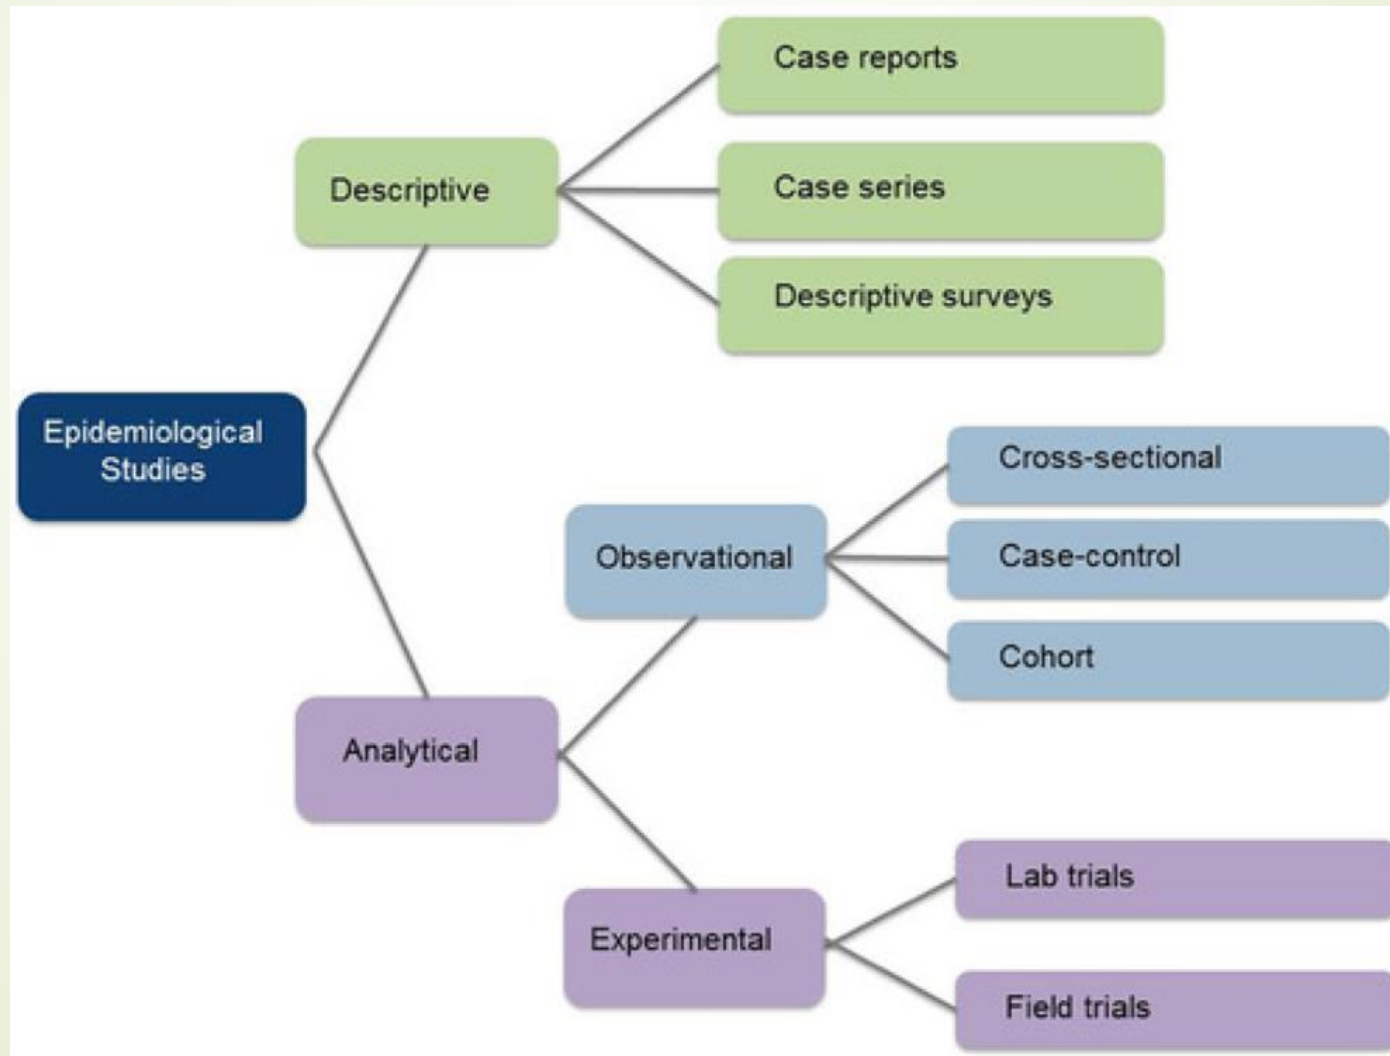 Case reports
Descriptive
Case series
Descriptive surveys
Epidemiological
Studies
Cross-sectional
Observational
Case-control
Cohort
Analytical
Lab trials
Experimental
Field trials